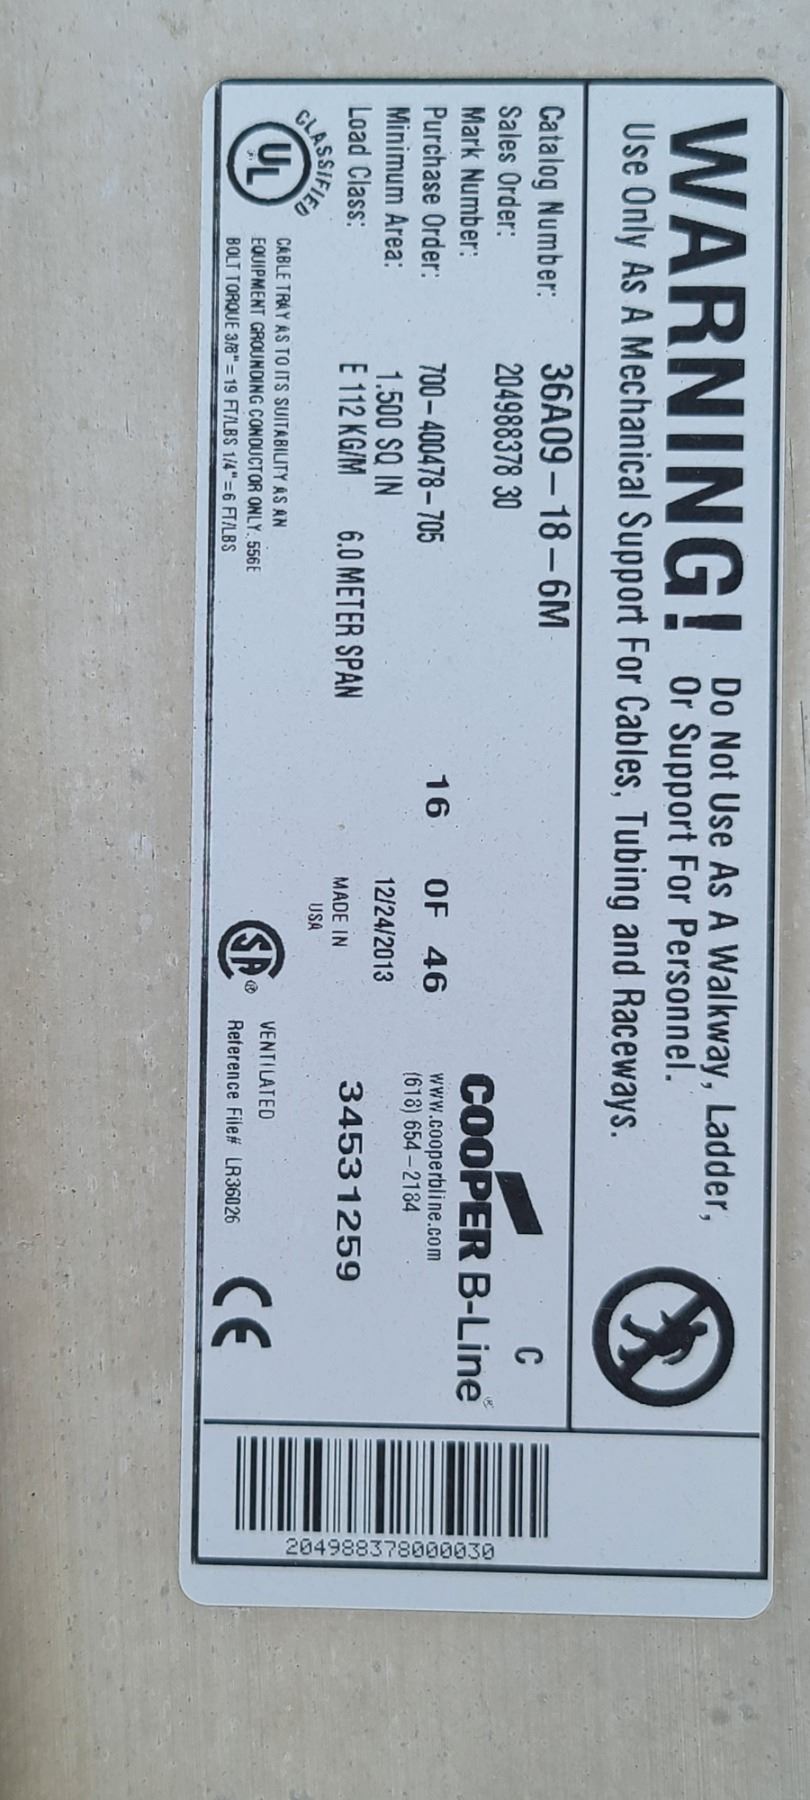 WARNING! Do Not Use As A Walkway, Ladder,
Or Support For Personnel.
Use Only As A Mechanical Support For Cables, Tubing and Raceways.
Catalog Number: 36A09-18-6M
Sales Order: 204988378 30
Mark Number:
Purchase Order: 700-400478-705
Minimum Area: 1.500 SQ IN
Load Class: E 112 KG/M 6.0 METER SPAN
16 OF 46
12/24/2013
MADE IN
USA
C
COOPER B-Line®
www.cooperbline.com
(618) 654-2184
34531259
CLASSIFIED
UL
CABLE TRAY AS TO ITS SUITABILITY AS AN
EQUIPMENT GROUNDING CONDUCTOR ONLY. 556E
BOLT TORQUE 3/8"=19 FT/LBS 1/4"=6 FT/LBS
SA®
VENTILATED
Reference File# LR36026
CE
204988378000030